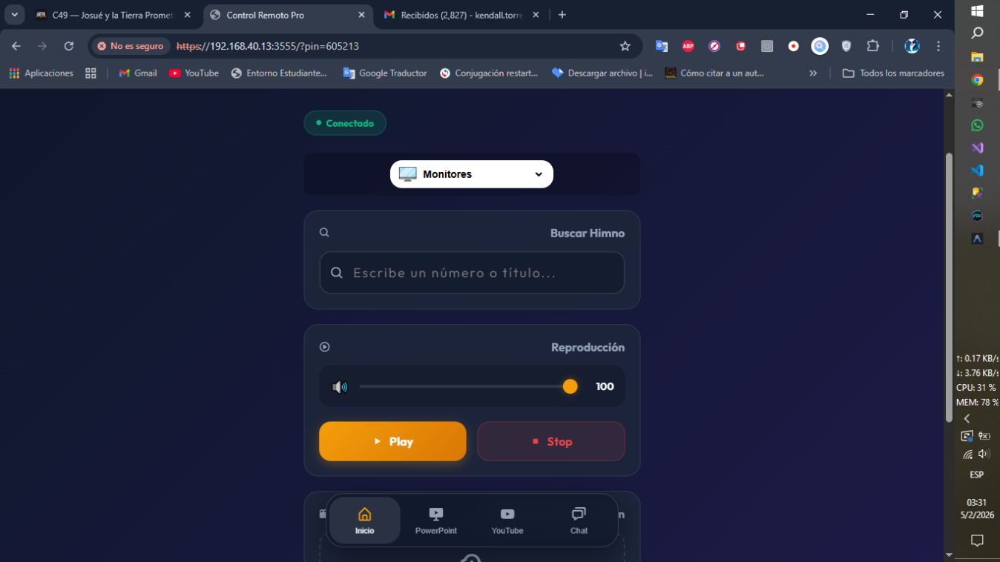 C49 — Josué y la Tierra Promet
Control Remoto Pro
Recibidos (2,827) - kendall.torre
No es seguro
https://192.168.40.13:3555/?pin=605213
ABP
Aplicaciones
Gmail
YouTube
Entorno Estudiante...
Google Traductor
Conjugación restart...
Descargar archivo | i...
Cómo citar a un aut...
Todos los marcadores
Conectado
Monitores
Buscar Himno
Escribe un número o título...
Reproducción
100
Play
Stop
n
Inicio
PowerPoint
YouTube
Chat
↑: 0.17 KB/s
↓: 3.76 KB/s
CPU: 31 %
MEM: 78 %
ESP
03:31
5/2/2026